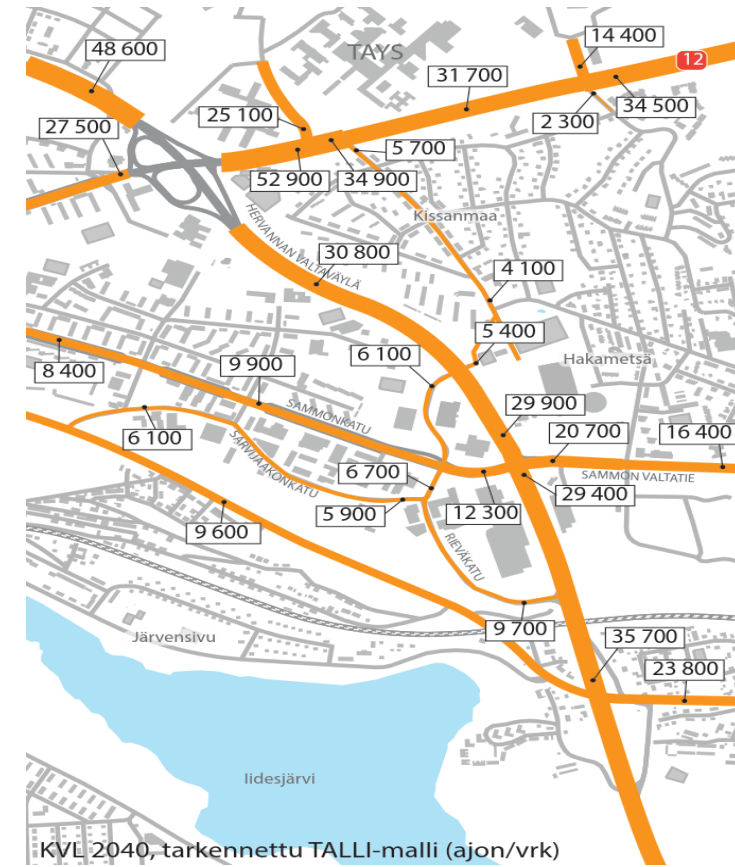 14 400
48 600
TAYS
12
31 700
25 100
34 500
27 500
2 300
5 700
52 900
34 900
Kissanmaa
HERVANNAN VALTAVÄYLÄ
30 800
4 100
5 400
6 100
Hakametsä
8 400
9 900
29 900
SAMMONKATU
20 700
16 400
6 100
SARVIJAAKONKATU
6 700
SAMMON VALTATIE
29 400
5 900
12 300
9 600
RIEVÄKATU
9 700
Järvensivu
35 700
23 800
Iidesjärvi
KVL 2040, tarkennettu TALLI-malli (ajon/vrk)